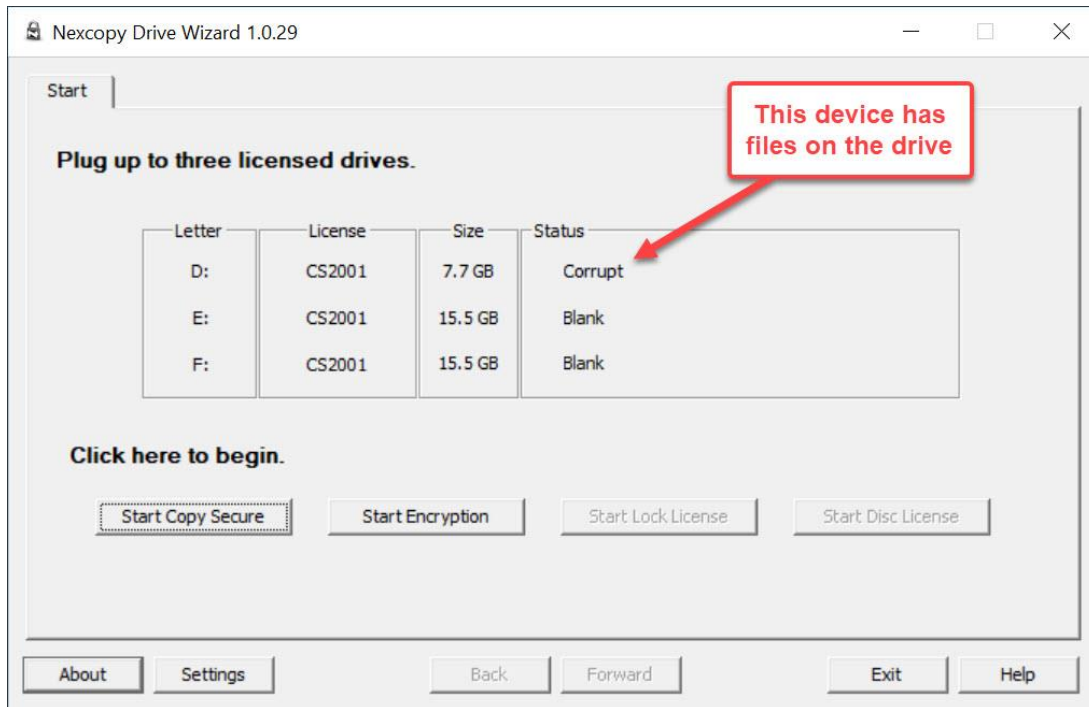 Nexcopy Drive Wizard 1.0.29
Start
This device has
files on the drive
Plug up to three licensed drives.
Letter License Size Status
D: CS2001 7.7 GB Corrupt
E: CS2001 15.5 GB Blank
F: CS2001 15.5 GB Blank
Click here to begin.
Start Copy Secure Start Encryption Start Lock License Start Disc License
About Settings Back Forward Exit Help